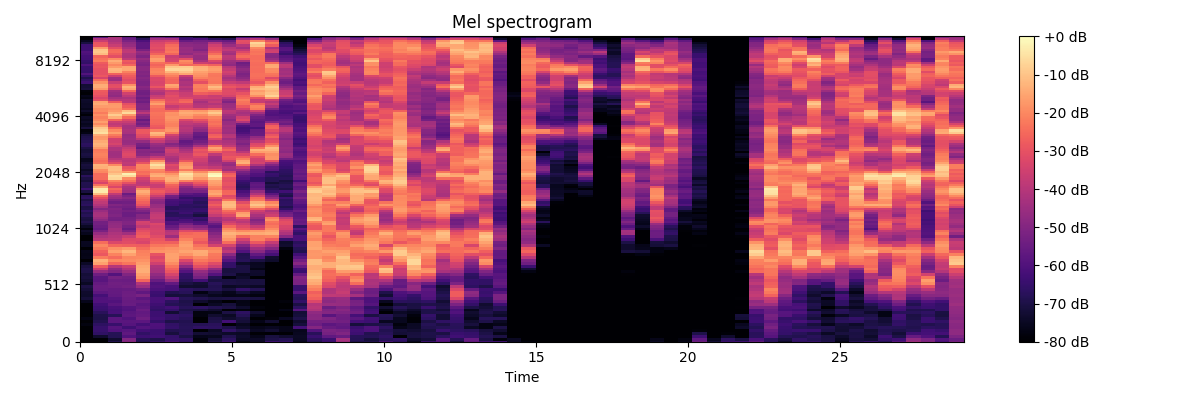 Mel spectrogram
Hz
8192
4096
2048
1024
512
0
0 5 10 15 20 25
Time
+0 dB
-10 dB
-20 dB
-30 dB
-40 dB
-50 dB
-60 dB
-70 dB
-80 dB